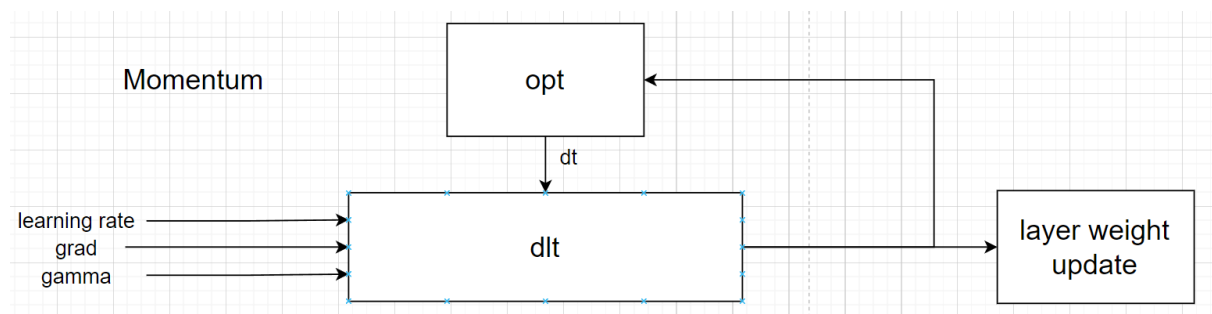 Momentum
opt
dt
learning rate
grad
gamma
dlt
layer weight
update